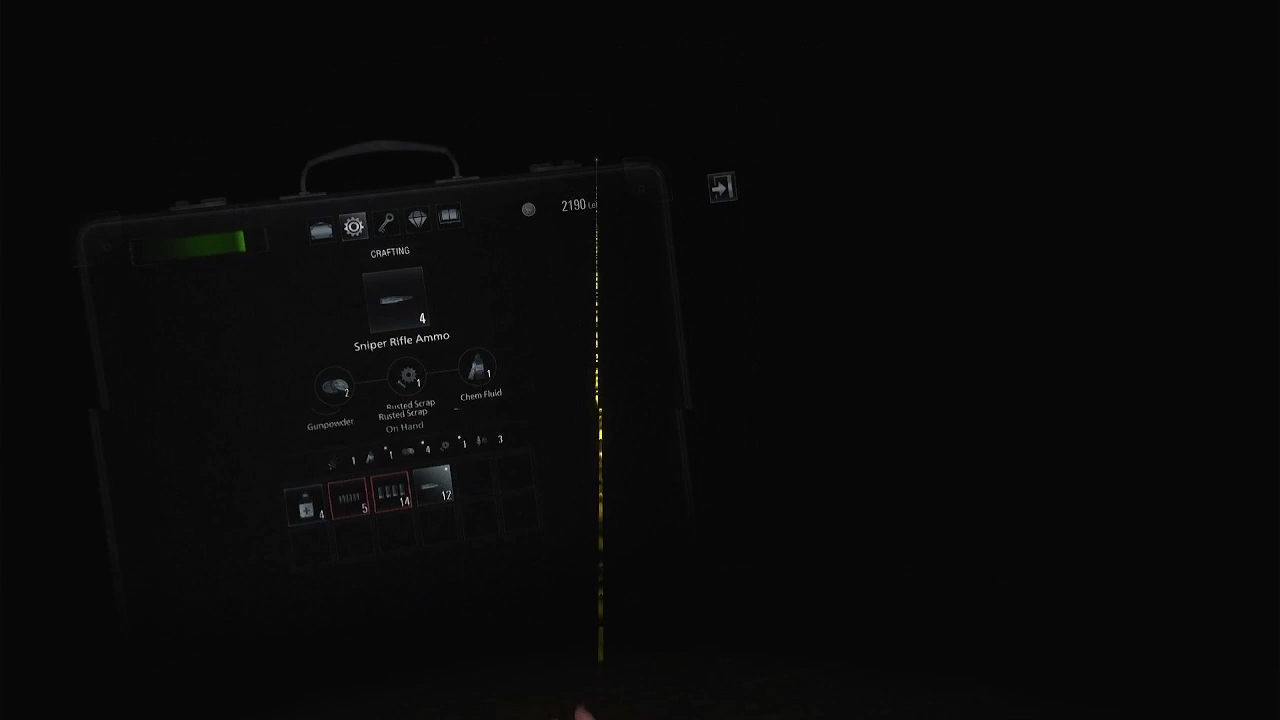 2190 Lei
CRAFTING
4
Sniper Rifle Ammo
2 1 1
Gunpowder Rusted Scrap Chem Fluid
Rusted Scrap
On Hand
1 1 4 1 3
4 5 14 12